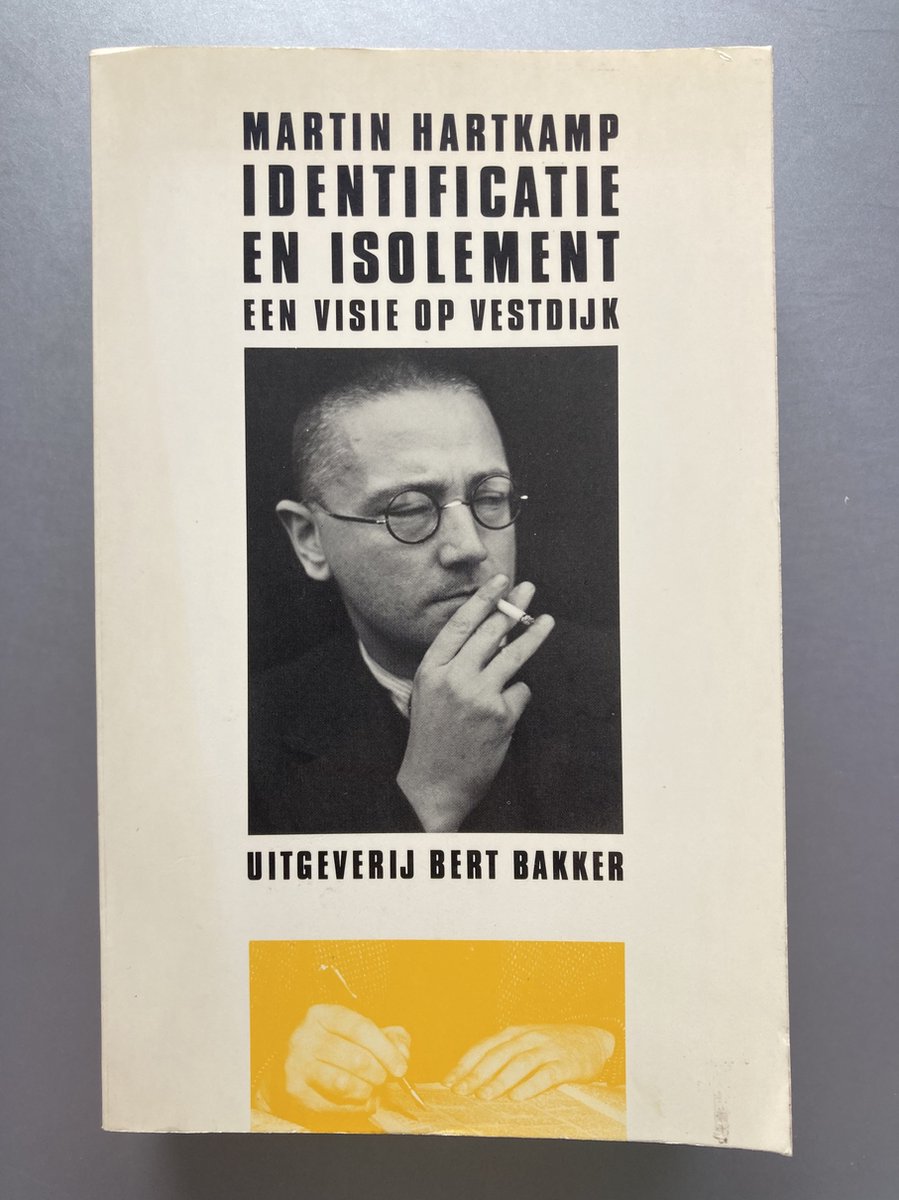 MARTIN HARTKAMP
IDENTIFICATIE
EN ISOLEMENT
EEN VISIE OP VESTDIJK
UITGEVERIJ BERT BAKKER